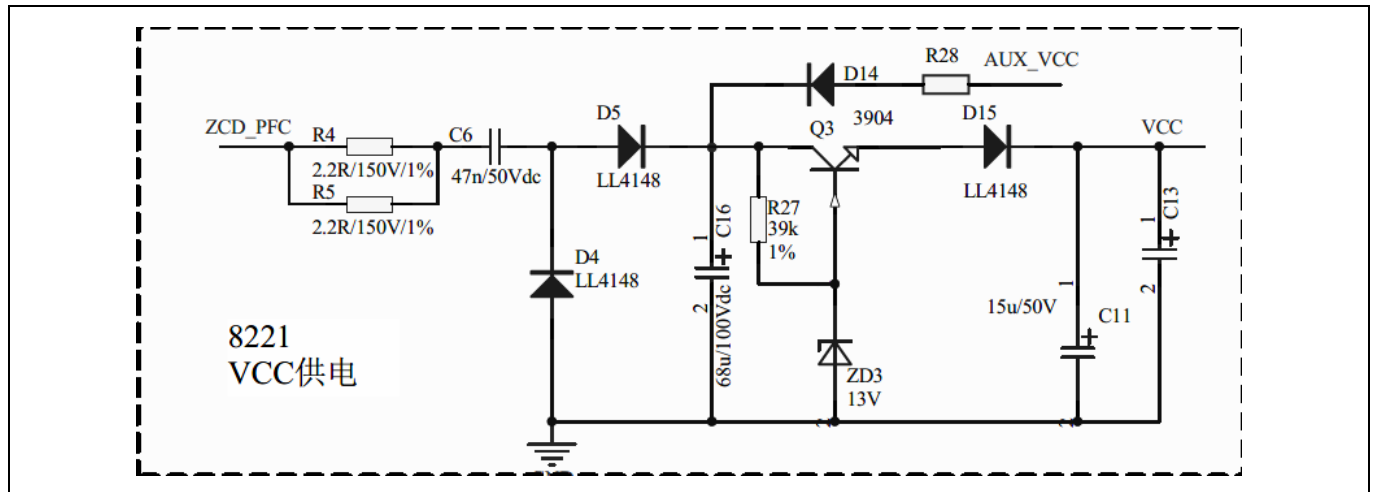 R28
AUX_VCC
D14
3904
D5
Q3
D15
ZCD_PFC
VCC
R4
C6
2.2R/150V/1%
47n/50Vdc
LL4148
LL4148
R5
2.2R/150V/1%
1
C16
R27
39k
1%
1
C13
D4
LL4148
2
68u/100Vdc
1
2
15u/50V
C11
8221
VCC供电
ZD3
13V